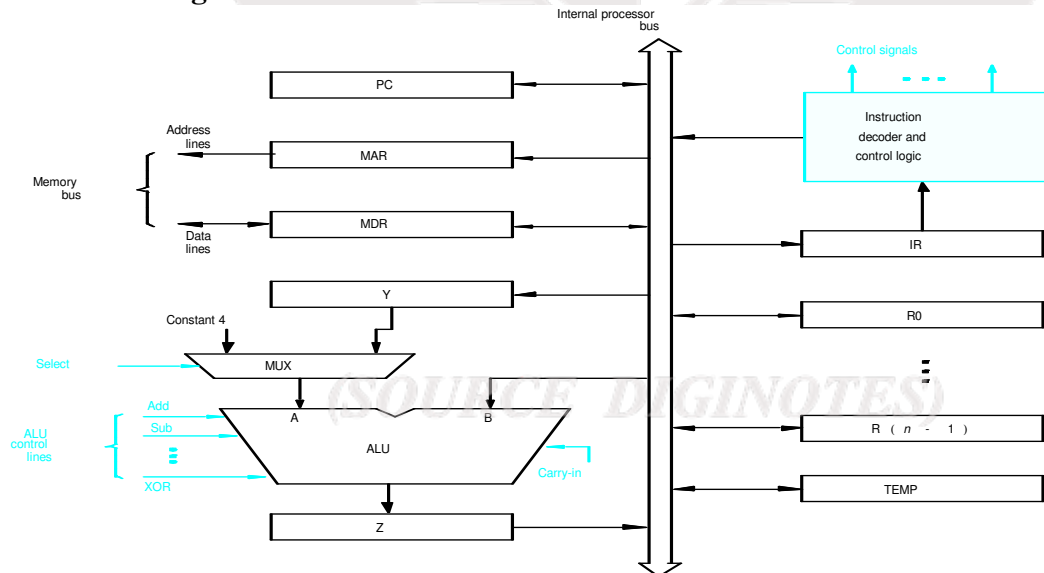 Internal processor
bus
Control signals
PC
Instruction
decoder and
control logic
Address
lines
MAR
Memory
bus
MDR
Data
lines
IR
Y
Constant 4
R0
Select
MUX
(SOURCE DIGINOTES)
Add
A
B
Sub
ALU
control
lines
ALU
R ( n - 1 )
Carry-in
XOR
TEMP
Z